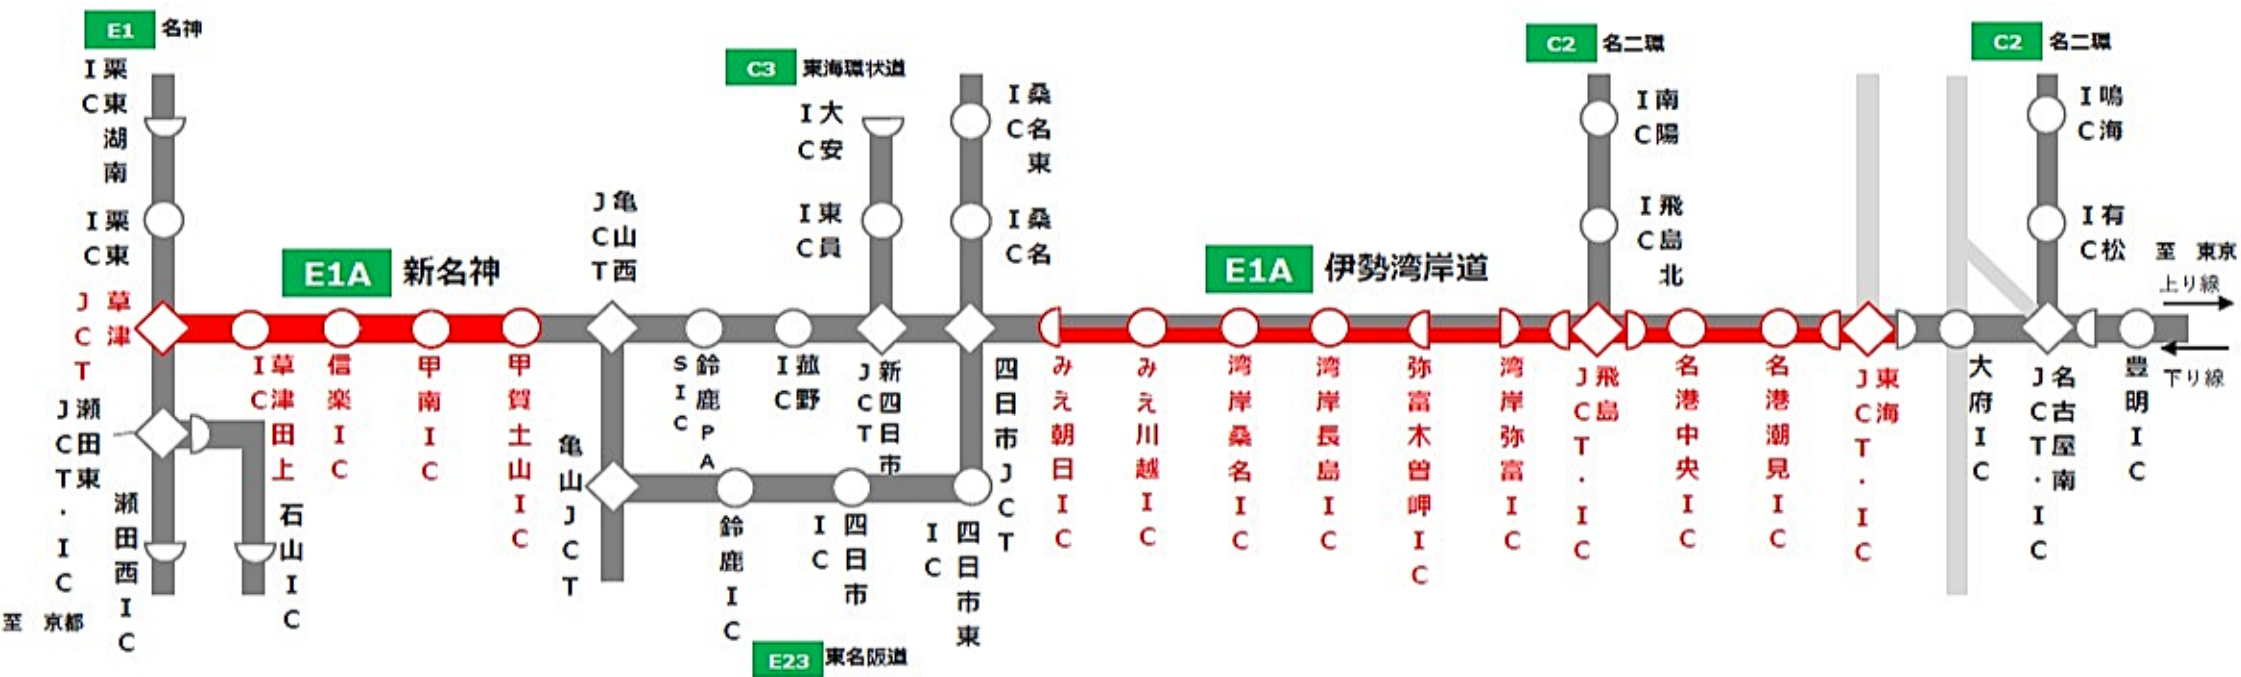 E1 名神
栗東湖南IC
栗東IC
草津JCT
瀬田東JCT・IC
瀬田西IC
石山IC
至 京都
E1A 新名神
草津田上IC
信楽IC
甲南IC
甲賀土山IC
亀山西JCT
亀山JCT
鈴鹿PA SIC
菰野IC
新四日市JCT
C3 東海環状道
大安IC
東員IC
桑名東IC
桑名IC
四日市JCT
鈴鹿IC
四日市IC
四日市東IC
E23 東名阪道
E1A 伊勢湾岸道
みえ朝日IC
みえ川越IC
湾岸桑名IC
湾岸長島IC
弥富木曽岬IC
湾岸弥富IC
飛島JCT・IC
C2 名二環
南陽IC
飛島北IC
名港中央IC
名港潮見IC
東海JCT・IC
大府IC
名古屋南JCT・IC
C2 名二環
鳴海IC
有松IC
豊明IC
至 東京
上り線
下り線